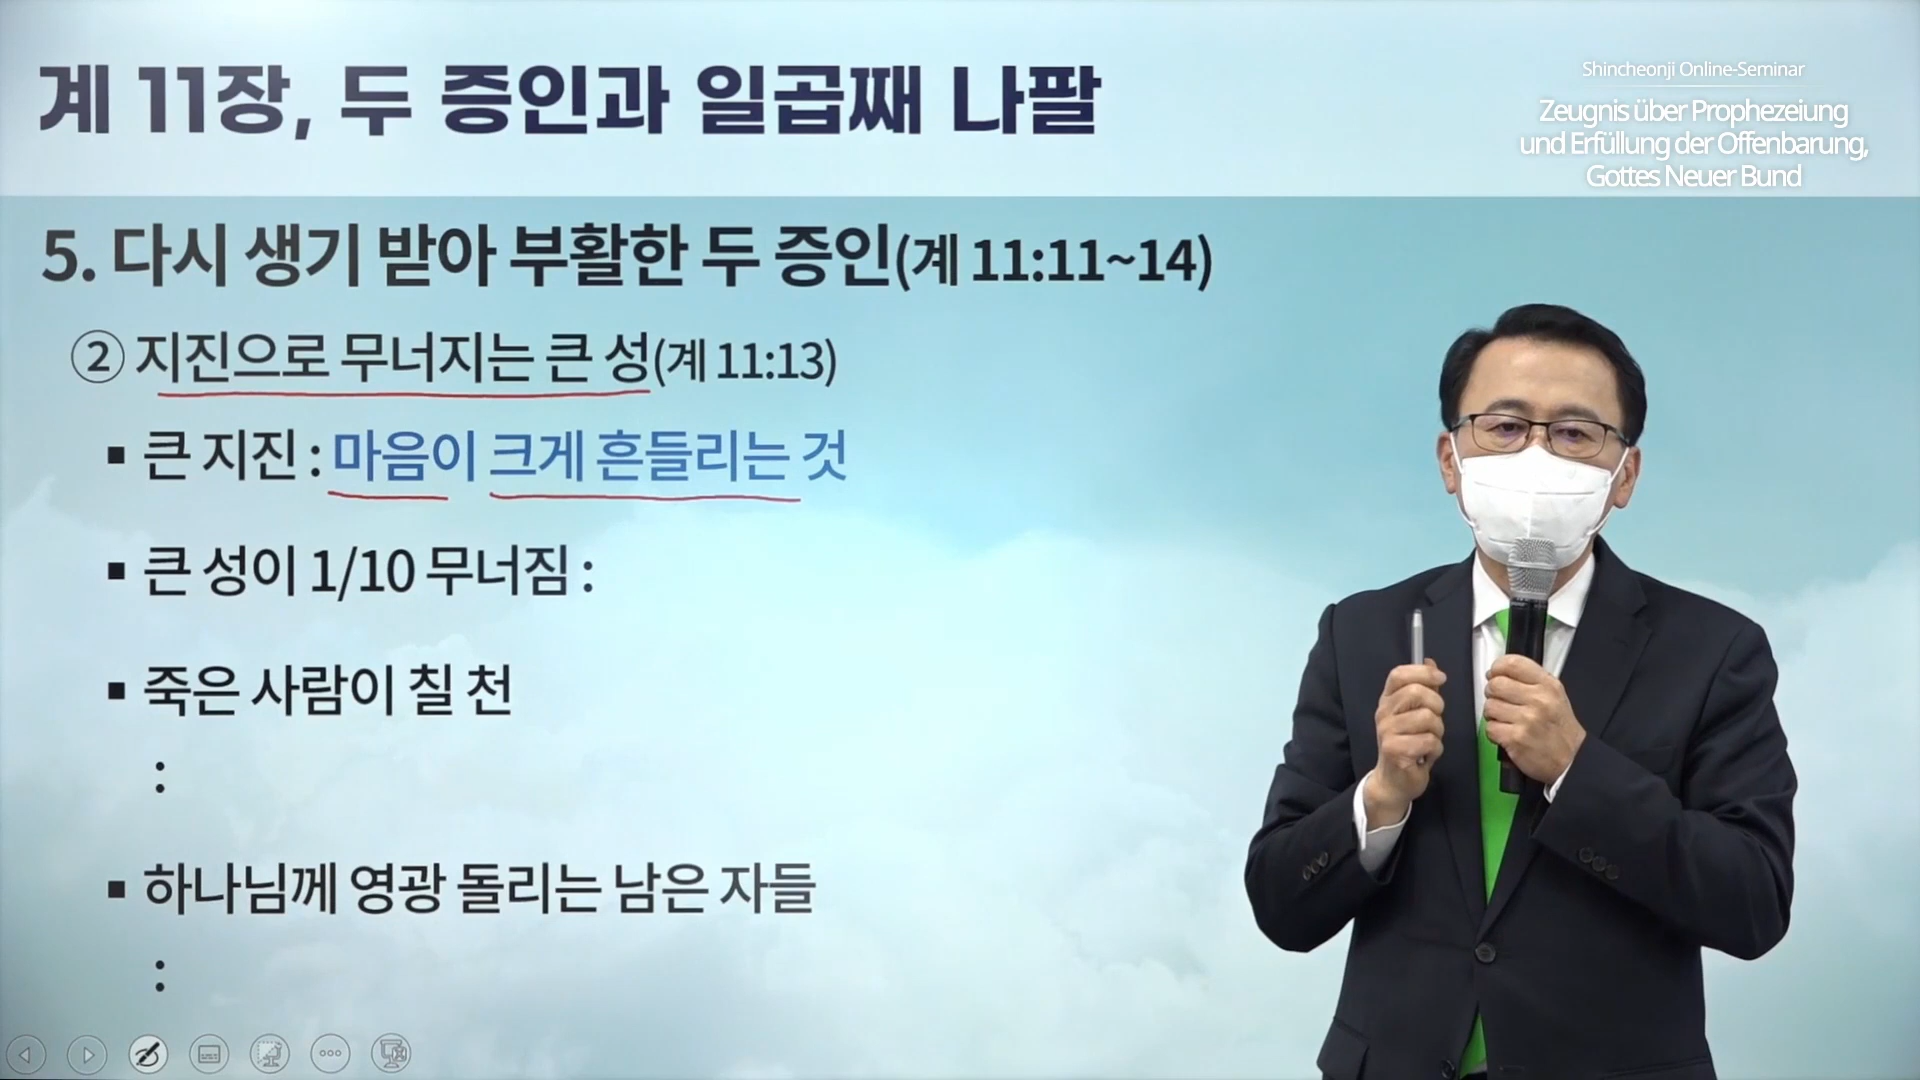 계 11장, 두 증인과 일곱째 나팔
Shincheonji Online-Seminar
Zeugnis über Prophezeiung
und Erfüllung der Offenbarung,
Gottes Neuer Bund
5. 다시 생기 받아 부활한 두 증인(계 11:11~14)
② 지진으로 무너지는 큰 성(계 11:13)
▪ 큰 지진 : 마음이 크게 흔들리는 것
▪ 큰 성이 1/10 무너짐 :
▪ 죽은 사람이 칠 천
:
▪ 하나님께 영광 돌리는 남은 자들
: